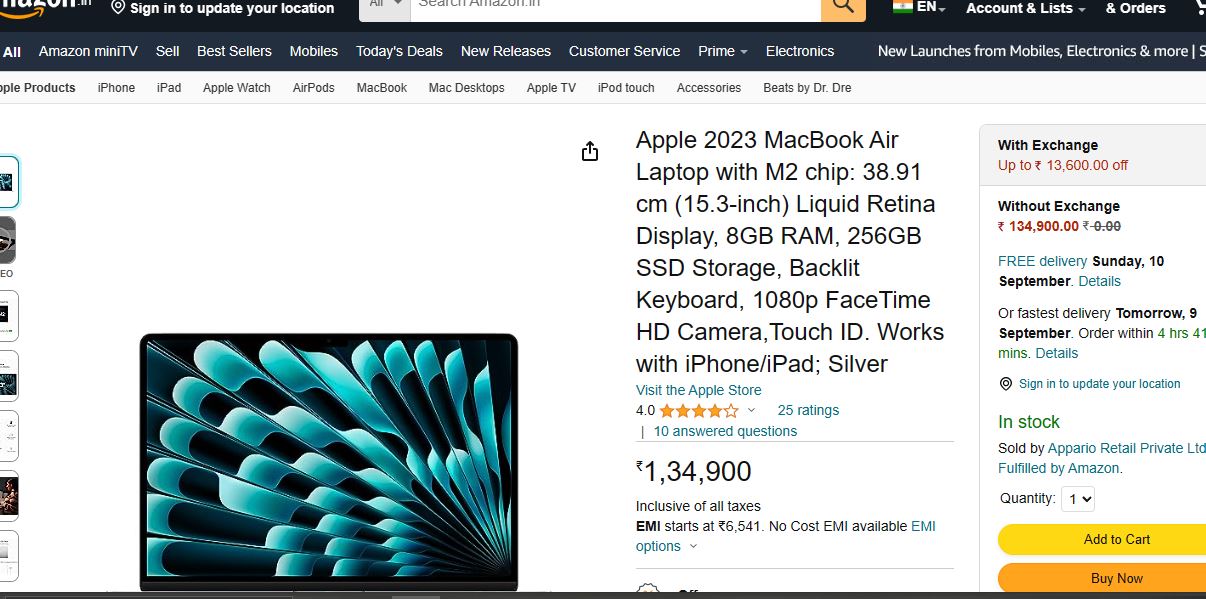 .in
Sign in to update your location
All
Search Amazon.in
EN
Account & Lists
& Orders
All Amazon miniTV Sell Best Sellers Mobiles Today's Deals New Releases Customer Service Prime Electronics
New Launches from Mobiles, Electronics & more | S
pple Products iPhone iPad Apple Watch AirPods MacBook Mac Desktops Apple TV iPod touch Accessories Beats by Dr. Dre
EO
Apple 2023 MacBook Air
Laptop with M2 chip: 38.91
cm (15.3-inch) Liquid Retina
Display, 8GB RAM, 256GB
SSD Storage, Backlit
Keyboard, 1080p FaceTime
HD Camera,Touch ID. Works
with iPhone/iPad; Silver
Visit the Apple Store
4.0 25 ratings
| 10 answered questions
₹1,34,900
Inclusive of all taxes
EMI starts at ₹6,541. No Cost EMI available EMI
options
With Exchange
Up to ₹ 13,600.00 off
Without Exchange
₹ 134,900.00 ₹ 0.00
FREE delivery Sunday, 10
September. Details
Or fastest delivery Tomorrow, 9
September. Order within 4 hrs 41
mins. Details
Sign in to update your location
In stock
Sold by Appario Retail Private Ltd
Fulfilled by Amazon.
Quantity: 1
Add to Cart
Buy Now